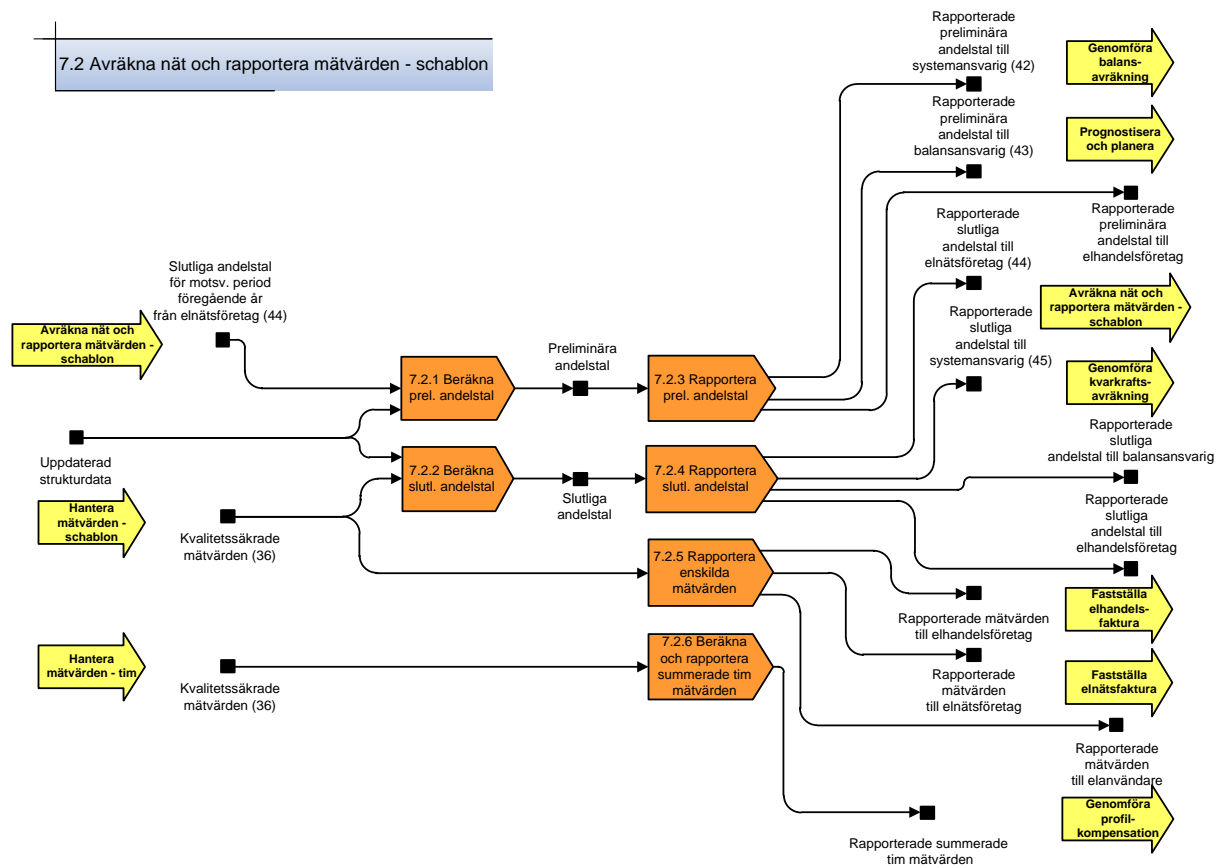 7.2 Avräkna nät och rapportera mätvärden - schablon
Rapporterade
preliminära
andelstal till
systemansvarig (42)
Genomföra
balans-
avräkning
Rapporterade
preliminära
andelstal till
balansansvarig (43)
Prognostisera
och planera
Rapporterade
preliminära
andelstal till
elhandelsföretag
Rapporterade
slutliga
andelstal till
elnätsföretag (44)
Slutliga andelstal
för motsv. period
föregående år
från elnätsföretag (44)
Avräkna nät och
rapportera mätvärden -
schablon
Avräkna nät och
rapportera mätvärden -
schablon
Rapporterade
slutliga
andelstal till
systemansvarig (45)
Preliminära
andelstal
7.2.1 Beräkna
prel. andelstal
7.2.3 Rapportera
prel. andelstal
Genomföra
kvarkrafts-
avräkning
Uppdaterad
strukturdata
7.2.2 Beräkna
slutl. andelstal
7.2.4 Rapportera
slutl. andelstal
Rapporterade
slutliga
andelstal till balansansvarig
Slutliga
andelstal
Hantera
mätvärden -
schablon
Kvalitetssäkrade
mätvärden (36)
Rapporterade
slutliga
andelstal till
elhandelsföretag
7.2.5 Rapportera
enskilda
mätvärden
Rapporterade mätvärden
till elhandelsföretag
Fastställa
elhandels-
faktura
Hantera
mätvärden - tim
Kvalitetssäkrade
mätvärden (36)
7.2.6 Beräkna
och rapportera
summerade tim
mätvärden
Rapporterade
mätvärden
till elnätsföretag
Fastställa
elnätsfaktura
Rapporterade
mätvärden
till elanvändare
Genomföra
profil-
kompensation
Rapporterade summerade
tim mätvärden